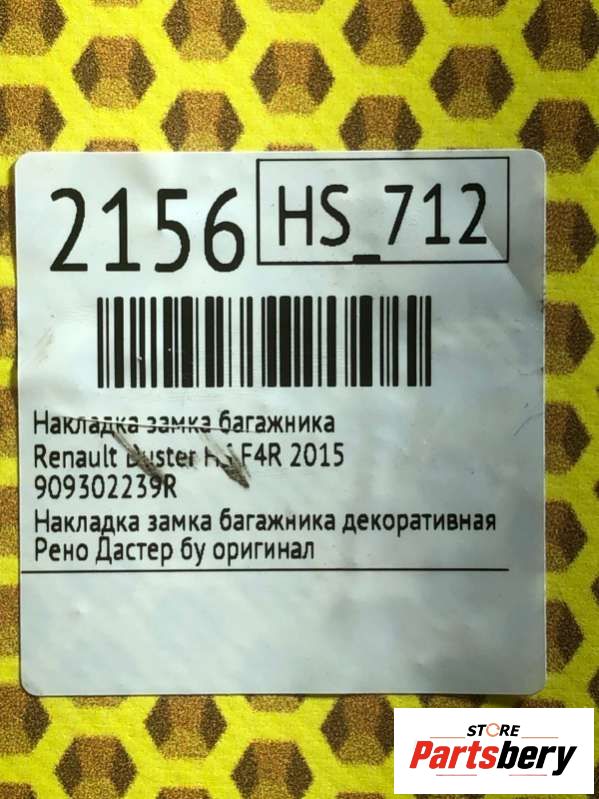 2156 HS_712
Накладка замка багажника
Renault Duster HS F4R 2015
909302239R
Накладка замка багажника декоративная
Рено Дастер бу оригинал
STORE
Partsbery